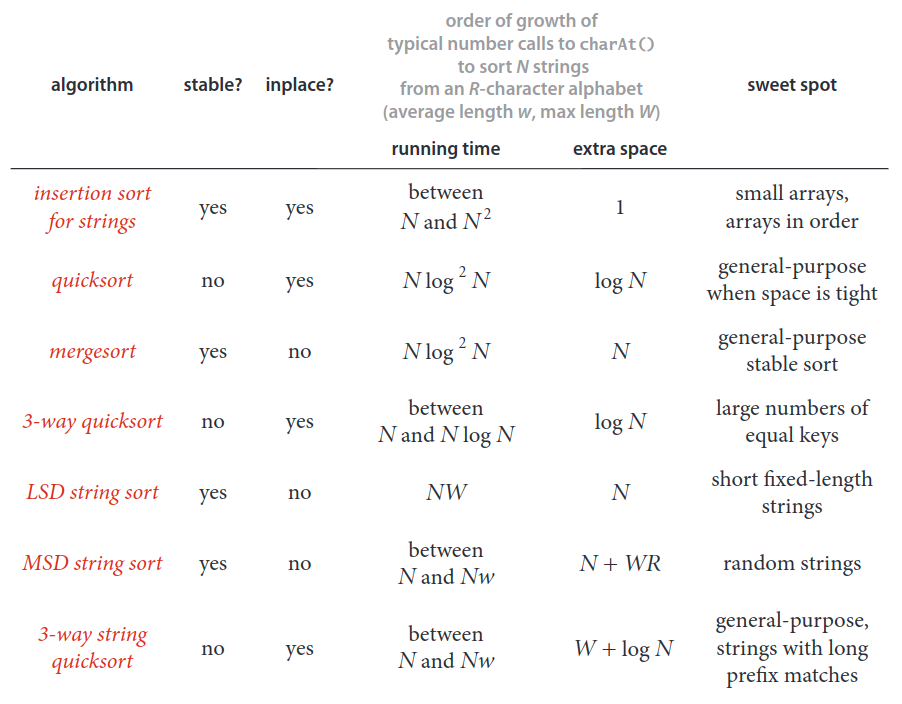 order of growth of
typical number calls to charAt()
to sort N strings
from an R-character alphabet
(average length w, max length W)
algorithm stable? inplace? sweet spot
running time extra space
insertion sort
for strings
yes yes
between
N and N²
1
small arrays,
arrays in order
quicksort
no yes
N log² N
log N
general-purpose
when space is tight
mergesort
yes no
N log² N
N
general-purpose
stable sort
3-way quicksort
no yes
between
N and N log N
log N
large numbers of
equal keys
LSD string sort
yes no
NW
N
short fixed-length
strings
MSD string sort
yes no
between
N and Nw
N + WR
random strings
3-way string
quicksort
no yes
between
N and Nw
W + log N
general-purpose,
strings with long
prefix matches